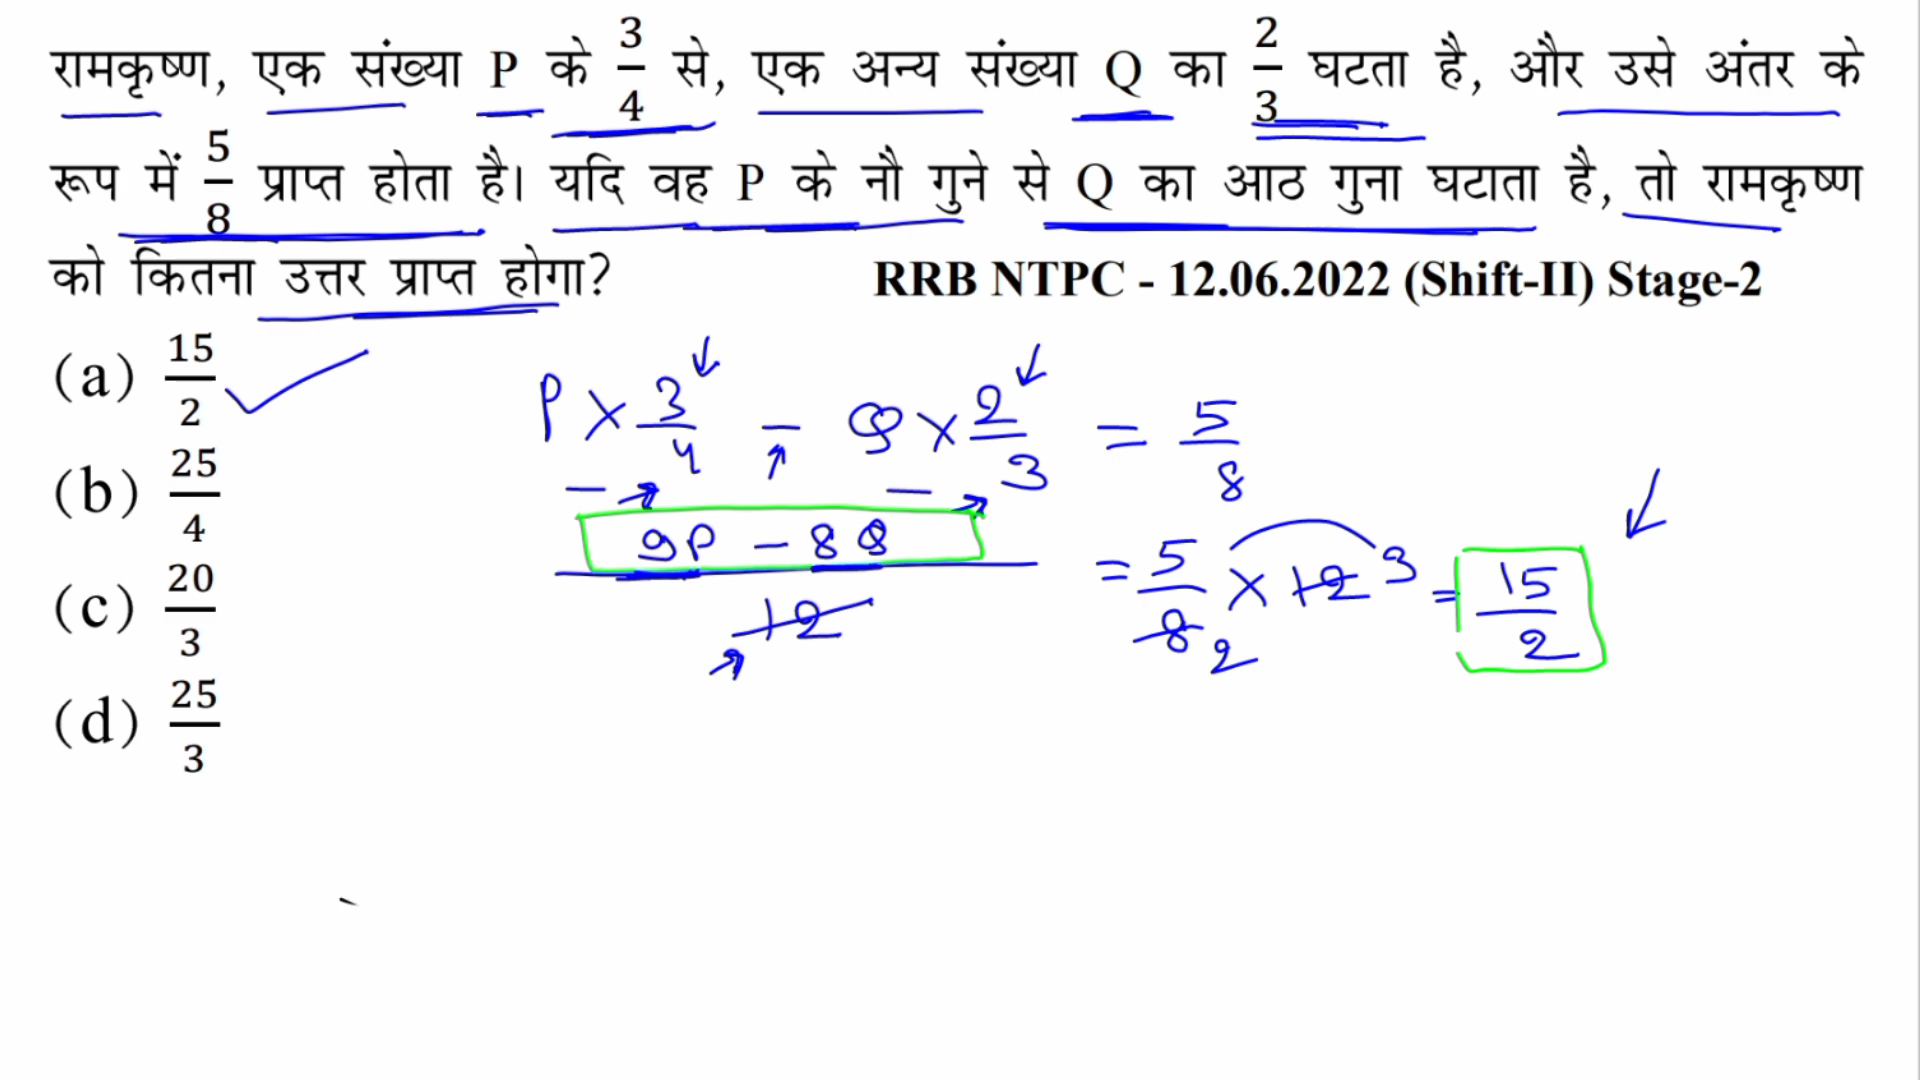 रामकृष्ण, एक संख्या P के 3/4 से, एक अन्य संख्या Q का 2/3 घटता है, और उसे अंतर के
रूप में 5/8 प्राप्त होता है। यदि वह P के नौ गुने से Q का आठ गुना घटाता है, तो रामकृष्ण
को कितना उत्तर प्राप्त होगा? RRB NTPC - 12.06.2022 (Shift-II) Stage-2
(a) 15/2
(b) 25/4
(c) 20/3
(d) 25/3
P × 3/4 - Q × 2/3 = 5/8
9P - 8Q / 12 = 5/8 × 12 3 = 15/2
2